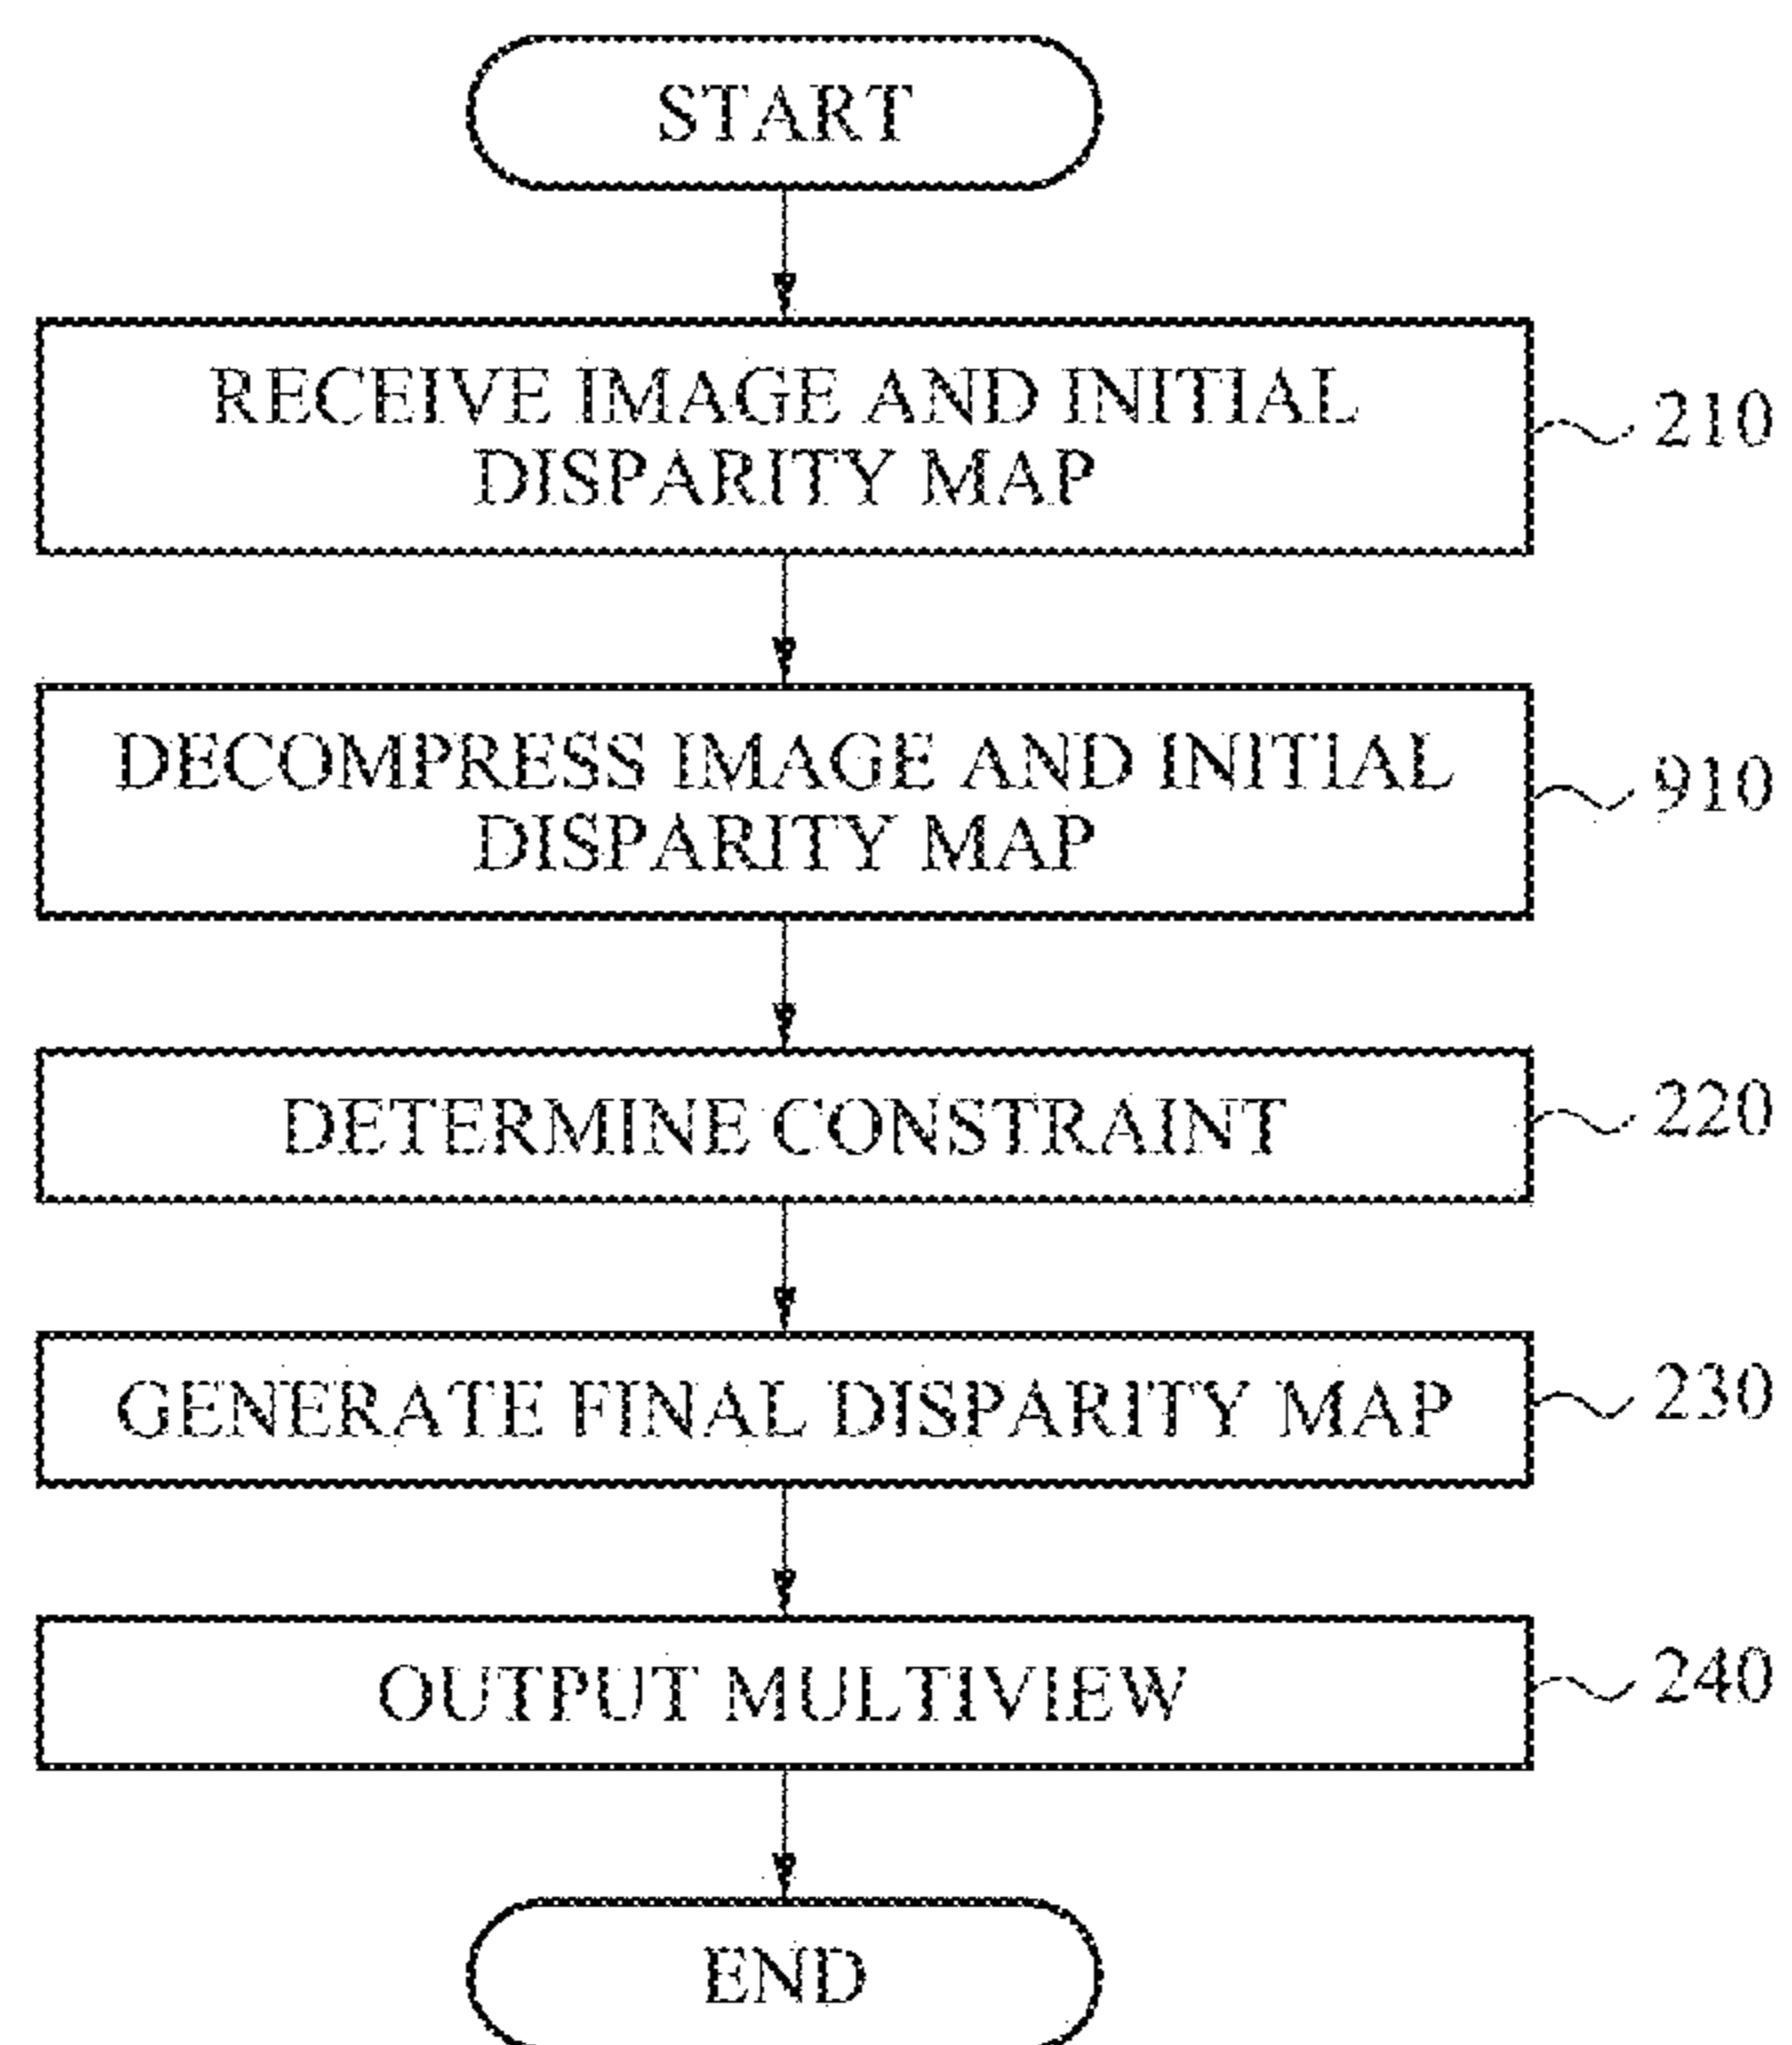 START
RECEIVE IMAGE AND INITIAL
DISPARITY MAP
210
DECOMPRESS IMAGE AND INITIAL
DISPARITY MAP
910
DETERMINE CONSTRAINT
220
GENERATE FINAL DISPARITY MAP
230
OUTPUT MULTIVIEW
240
END